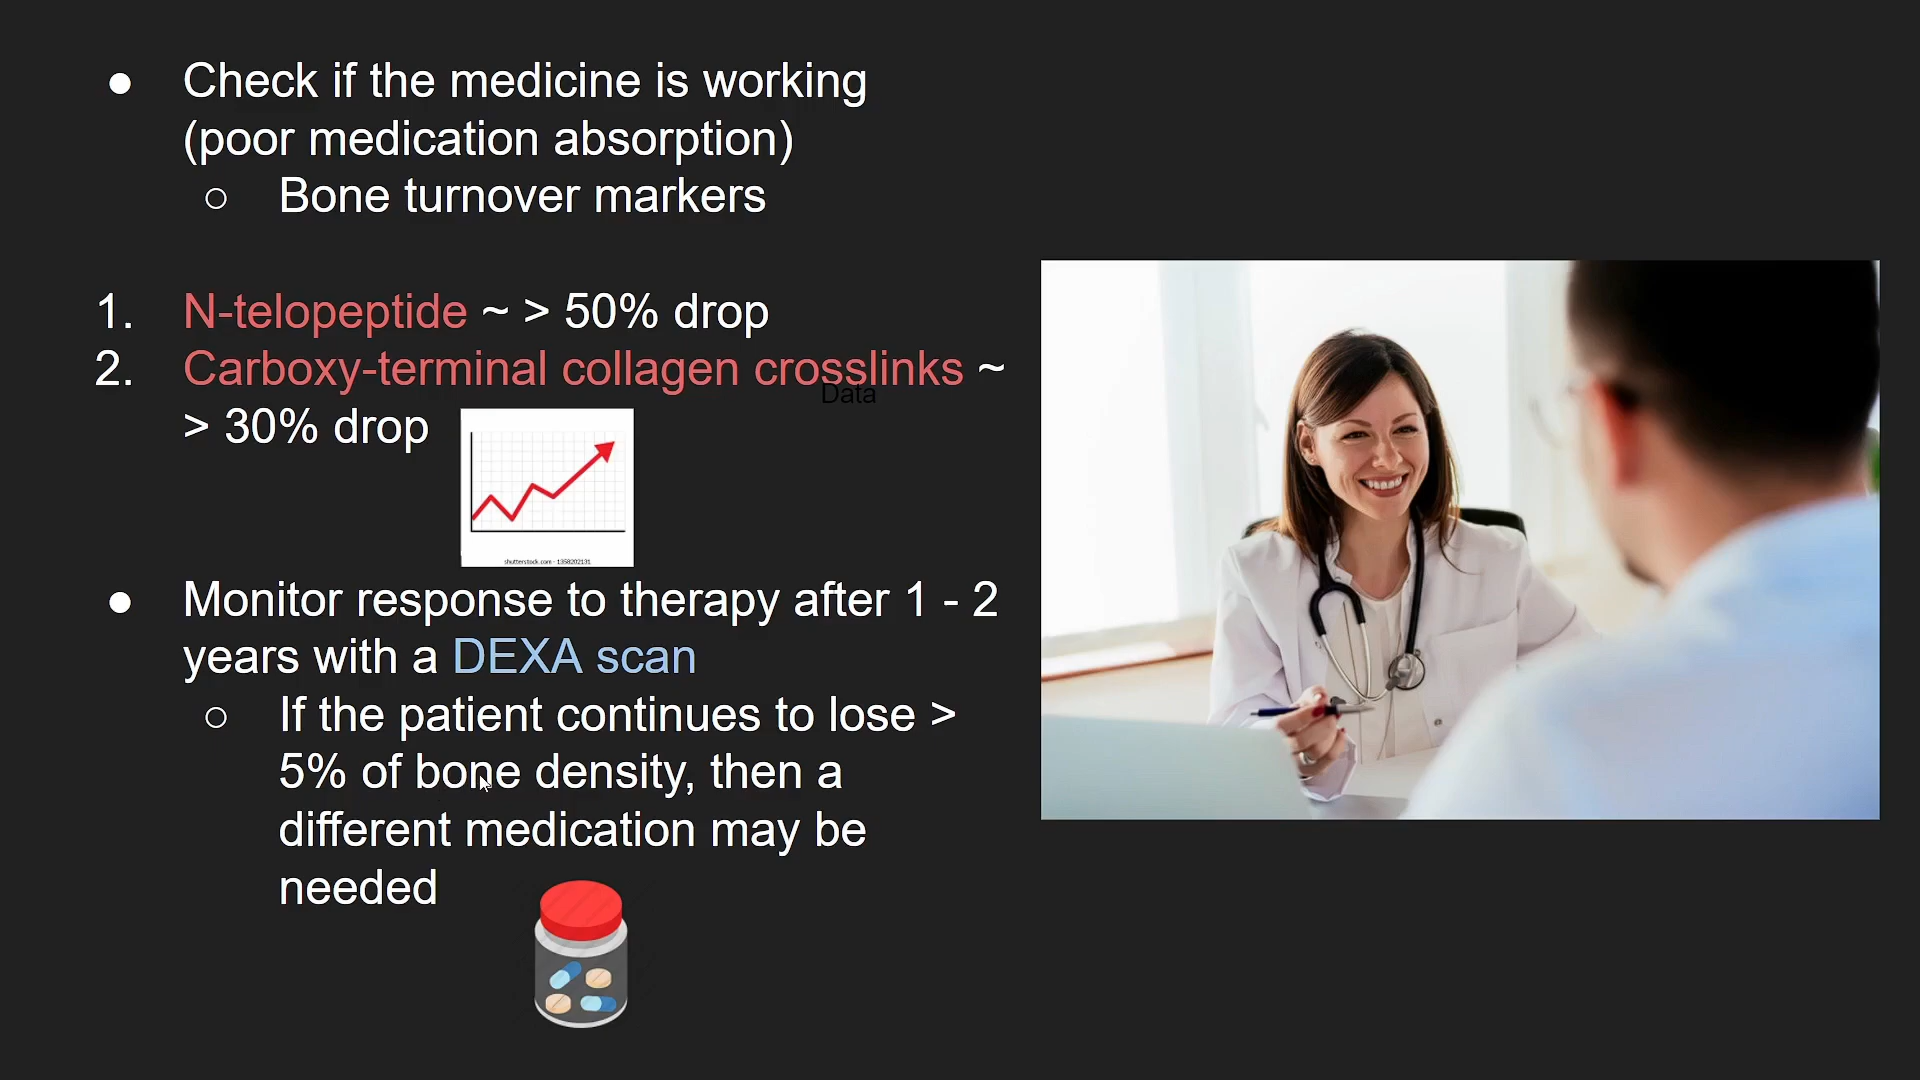 ● Check if the medicine is working
(poor medication absorption)
○ Bone turnover markers
1. N-telopeptide ~ > 50% drop
2. Carboxy-terminal collagen crosslinks ~
Data
> 30% drop
shutterstock.com · 1358202131
● Monitor response to therapy after 1 - 2
years with a DEXA scan
○ If the patient continues to lose >
5% of bone density, then a
different medication may be
needed